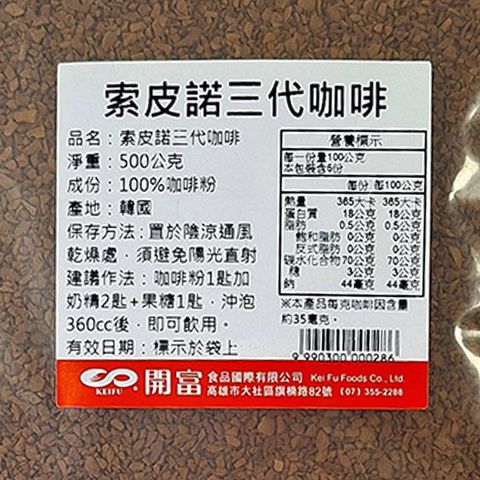 索皮諾三代咖啡
品名：索皮諾三代咖啡
淨重：500公克
成份：100%咖啡粉
產地：韓國
保存方法：置於陰涼通風
乾燥處，須避免陽光直射
建議作法：咖啡粉1匙加
奶精2匙+果糖1匙，沖泡
360cc後，即可飲用。
有效日期：標示於袋上
營養標示
每一份量100公克
本包裝含5份
每份 每100公克
熱量 365大卡 365大卡
蛋白質 18公克 18公克
脂肪 0.5公克 0.5公克
飽和脂肪 0公克 0公克
反式脂肪 0公克 0公克
碳水化合物 70公克 70公克
糖 3公克 3公克
鈉 44毫克 44毫克
※本產品每克咖啡因含量
約35毫克。
9 990300 000286
KEIFU
開富 食品國際有限公司 Kei Fu Foods Co., Ltd.
高雄市大社區旗楠路82號 (07) 355-2288